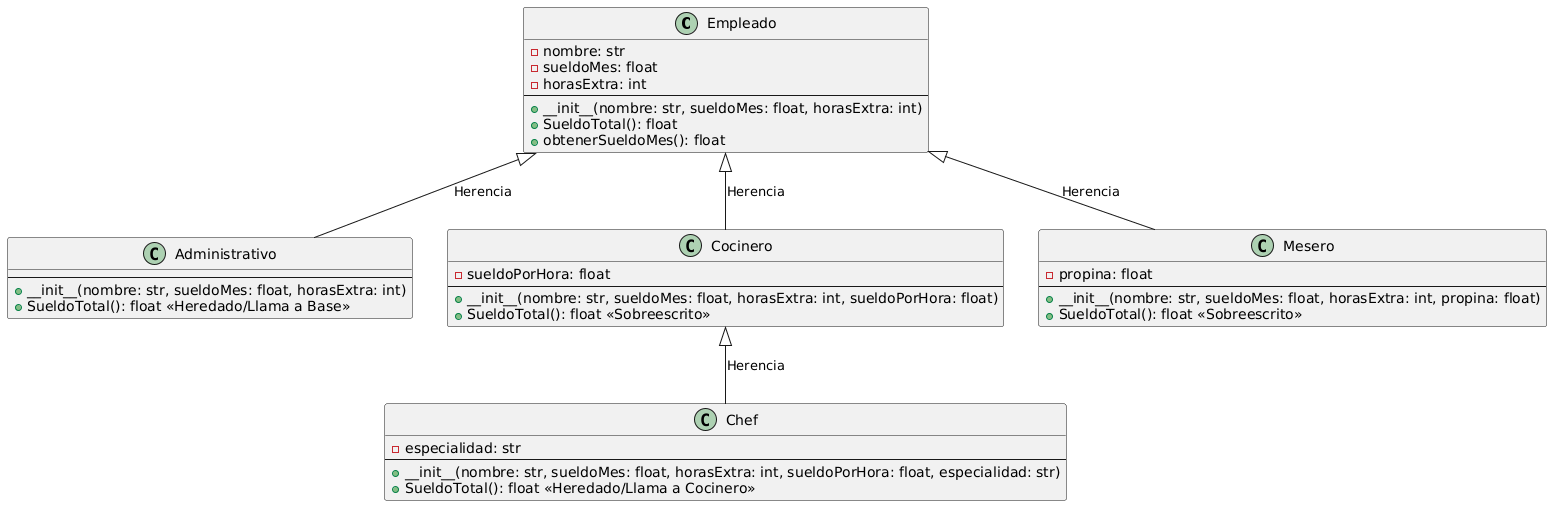 C Empleado
nombre: str
sueldoMes: float
horasExtra: int
__init__(nombre: str, sueldoMes: float, horasExtra: int)
SueldoTotal(): float
obtenerSueldoMes(): float
Herencia
Herencia
Herencia
C Administrativo
__init__(nombre: str, sueldoMes: float, horasExtra: int)
SueldoTotal(): float «Heredado/Llama a Base»
C Cocinero
sueldoPorHora: float
__init__(nombre: str, sueldoMes: float, horasExtra: int, sueldoPorHora: float)
SueldoTotal(): float «Sobreescrito»
C Mesero
propina: float
__init__(nombre: str, sueldoMes: float, horasExtra: int, propina: float)
SueldoTotal(): float «Sobreescrito»
Herencia
C Chef
especialidad: str
__init__(nombre: str, sueldoMes: float, horasExtra: int, sueldoPorHora: float, especialidad: str)
SueldoTotal(): float «Heredado/Llama a Cocinero»